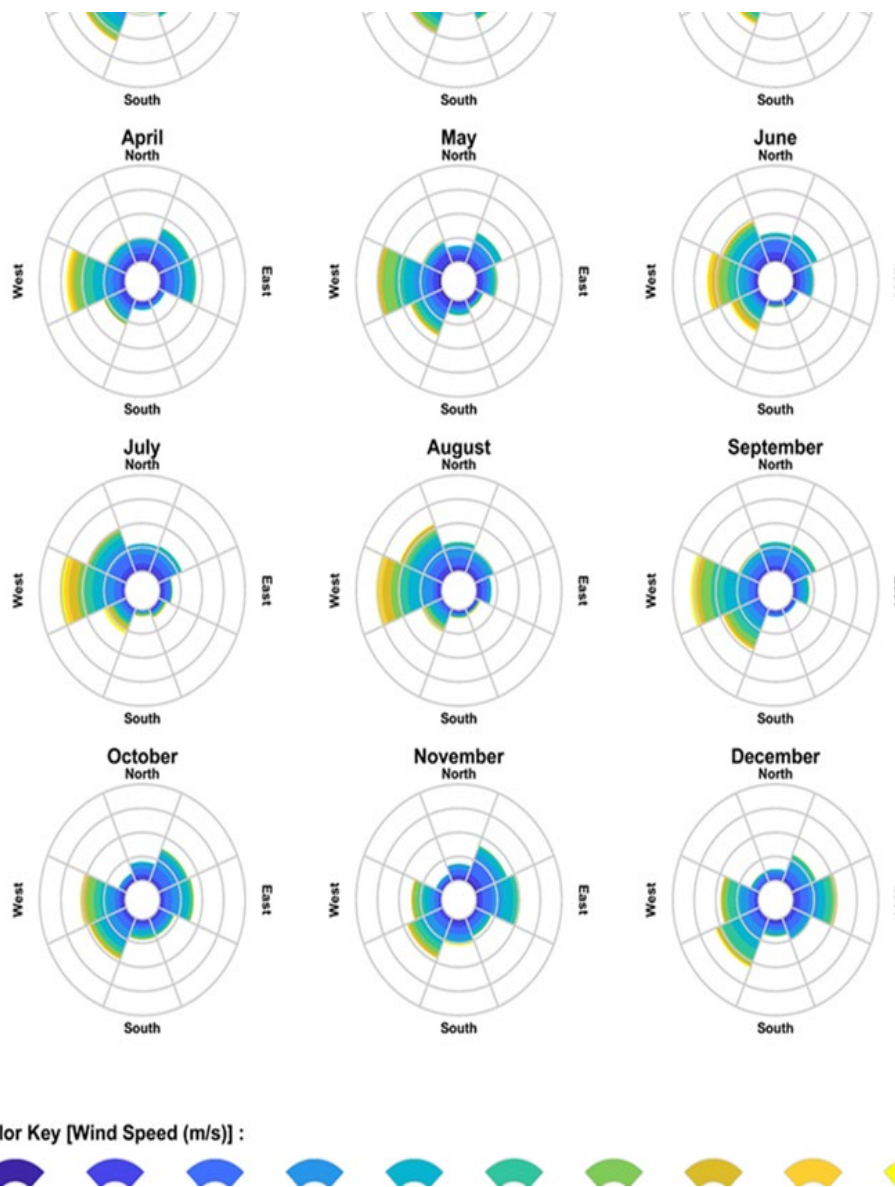 South South South
April May June
North North North
West East West East West
South South South
July August September
North North North
West East West East West
South South South
October November December
North North North
West East West East West
South South South
lor Key [Wind Speed (m/s)] :